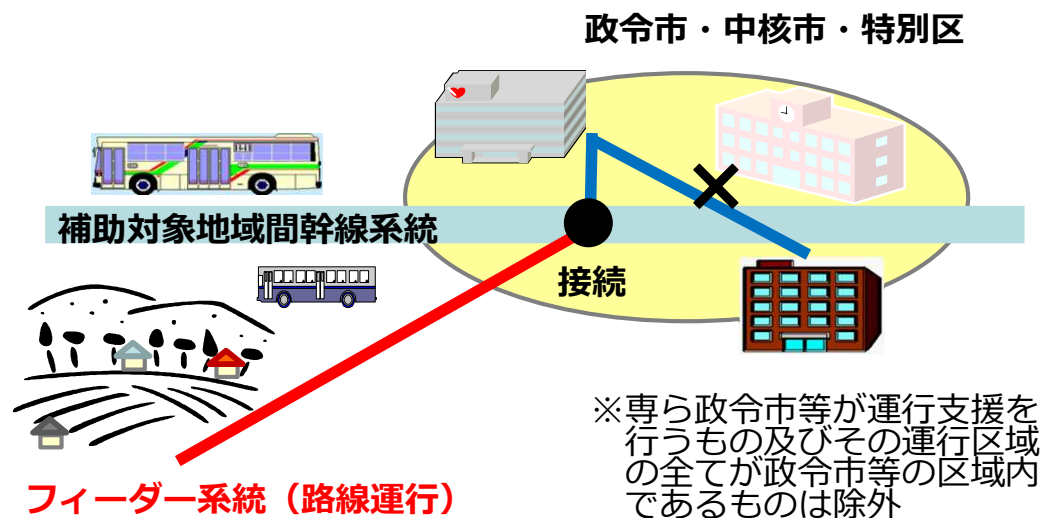 政令市・中核市・特別区
補助対象地域間幹線系統
接続
※専ら政令市等が運行支援を
行うもの及びその運行区域
の全てが政令市等の区域内
であるものは除外
フィーダー系統（路線運行）